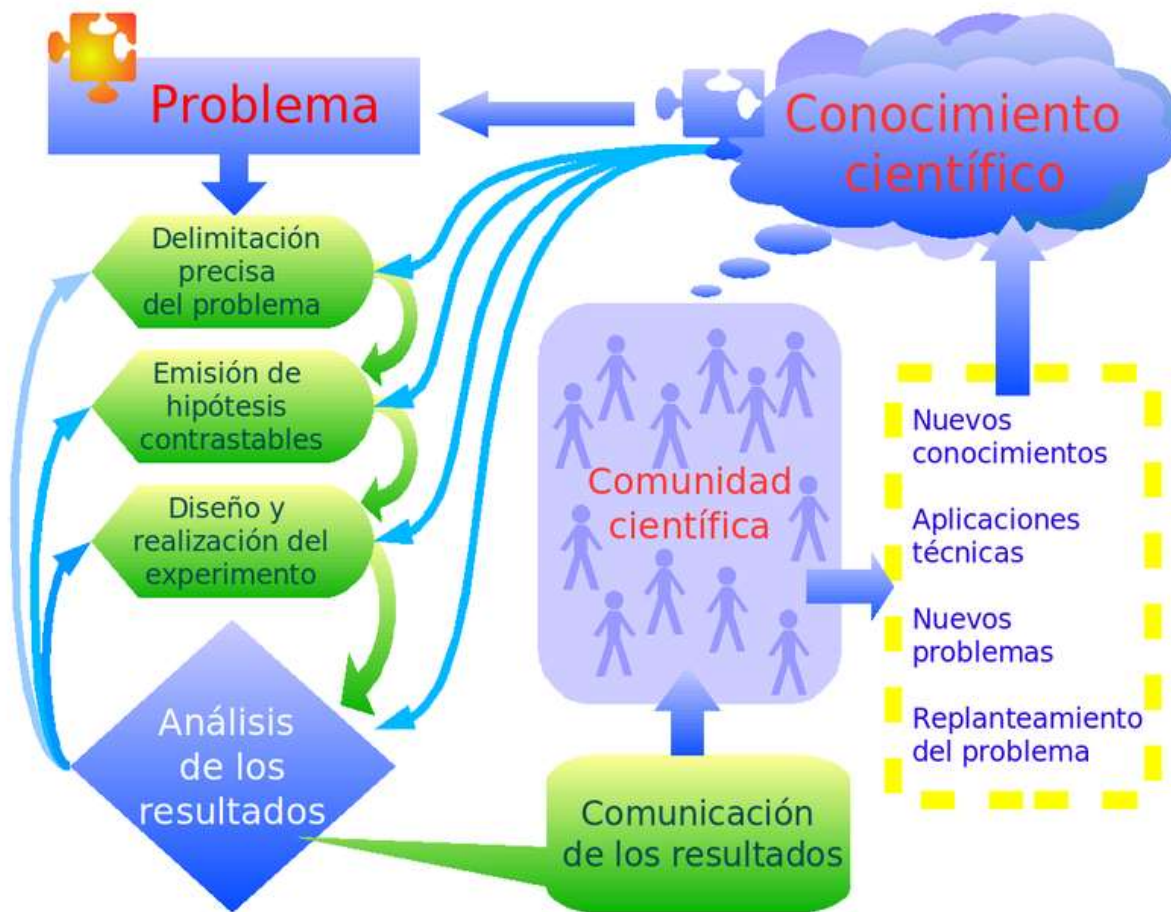 Problema
Conocimiento
científico
Delimitación
precisa
del problema
Emisión de
hipótesis
contrastables
Diseño y
realización del
experimento
Análisis
de los
resultados
Comunicación
de los resultados
Comunidad
científica
Nuevos
conocimientos
Aplicaciones
técnicas
Nuevos
problemas
Replanteamiento
del problema